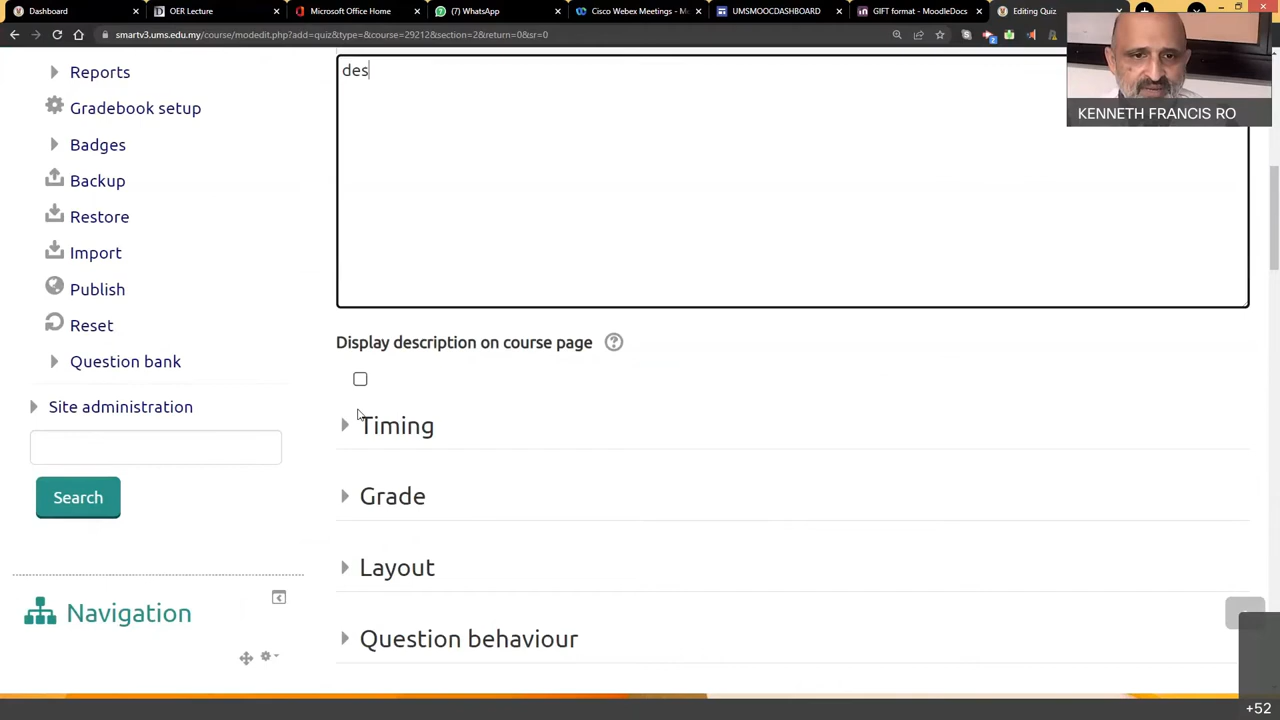 Dashboard
OER Lecture
Microsoft Office Home
(7) WhatsApp
Cisco Webex Meetings - M
UMSMOOCDASHBOARD
GIFT format - MoodleDocs
Editing Quiz
smartv3.ums.edu.my/course/modedit.php?add=quiz&type=&course=29212&section=2&return=0&sr=0
des
KENNETH FRANCIS RO
Reports
Gradebook setup
Badges
Backup
Restore
Import
Publish
Reset
Question bank
Site administration
Search
Navigation
Display description on course page
Timing
Grade
Layout
Question behaviour
+52